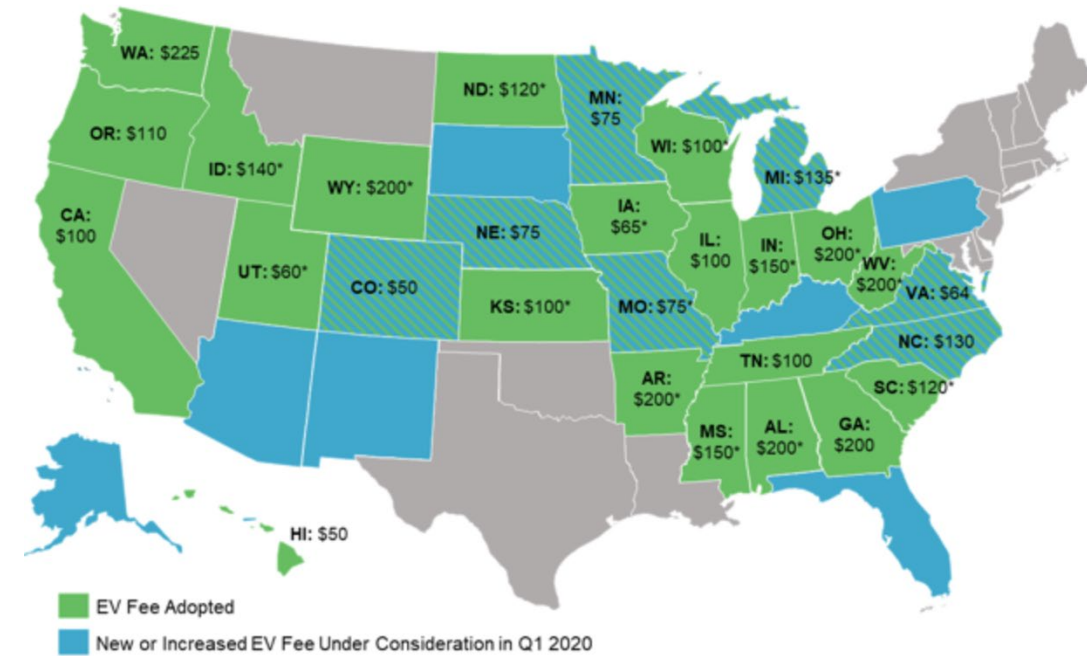 WA: $225
OR: $110
ID: $140*
CA:
$100
UT: $60*
WY: $200*
CO: $50
ND: $120*
NE: $75
KS: $100*
MN:
$75
IA:
$65*
MO: $75*
AR:
$200*
WI: $100*
IL:
$100
MI: $135*
IN:
$150*
OH:
$200*
WV:
$200*
VA: $64
NC: $130
TN: $100
SC: $120*
MS:
$150*
AL:
$200*
GA:
$200
HI: $50
EV Fee Adopted
New or Increased EV Fee Under Consideration in Q1 2020